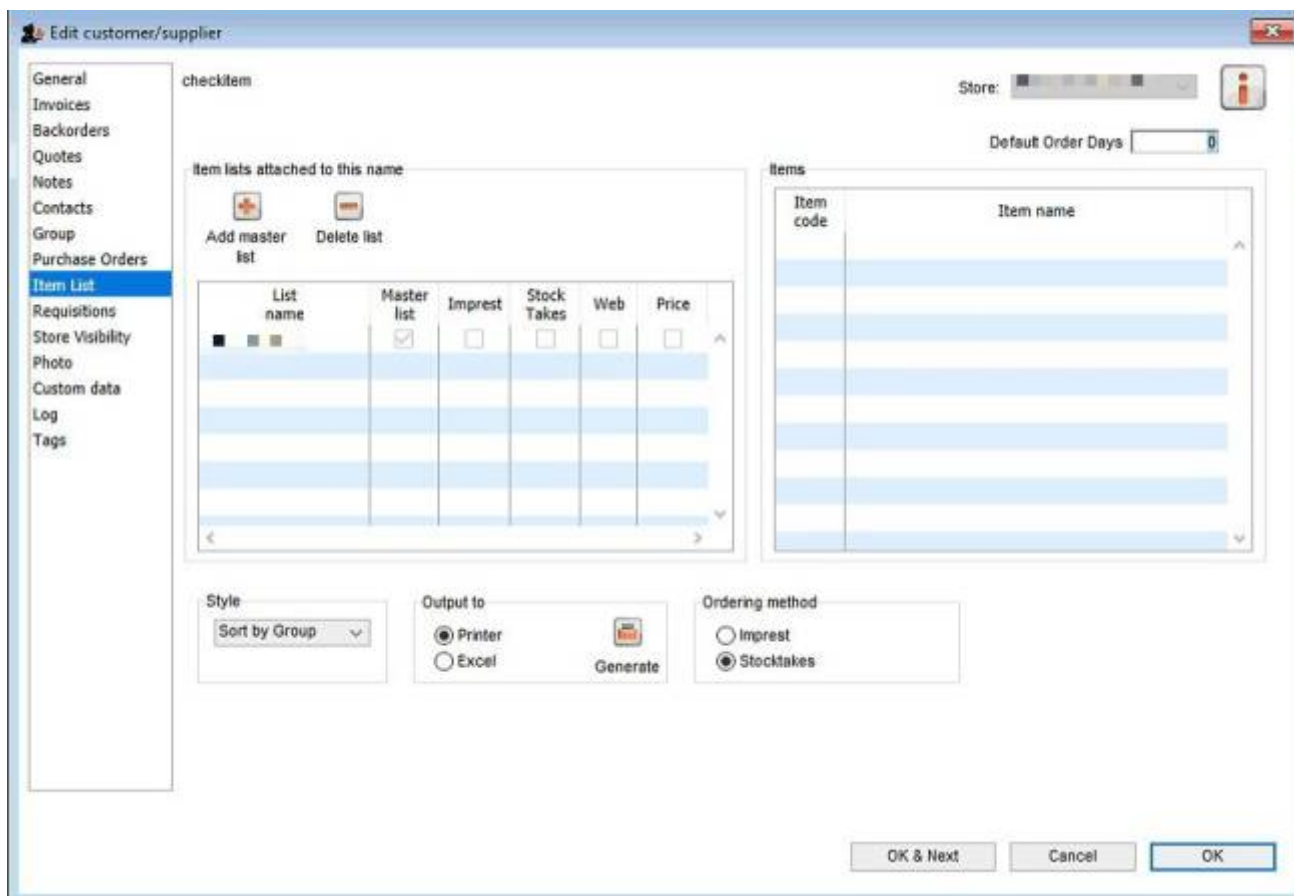 Edit customer/supplier
General
Invoices
Backorders
Quotes
Notes
Contacts
Group
Purchase Orders
Item List
Requisitions
Store Visibility
Photo
Custom data
Log
Tags
checkitem
Store:
Default Order Days 0
Item lists attached to this name
Add master list
Delete list
List name Master list Imprest Stock Takes Web Price
Items
Item code Item name
Style
Sort by Group
Output to
Printer
Excel
Generate
Ordering method
Imprest
Stocktakes
OK & Next Cancel OK